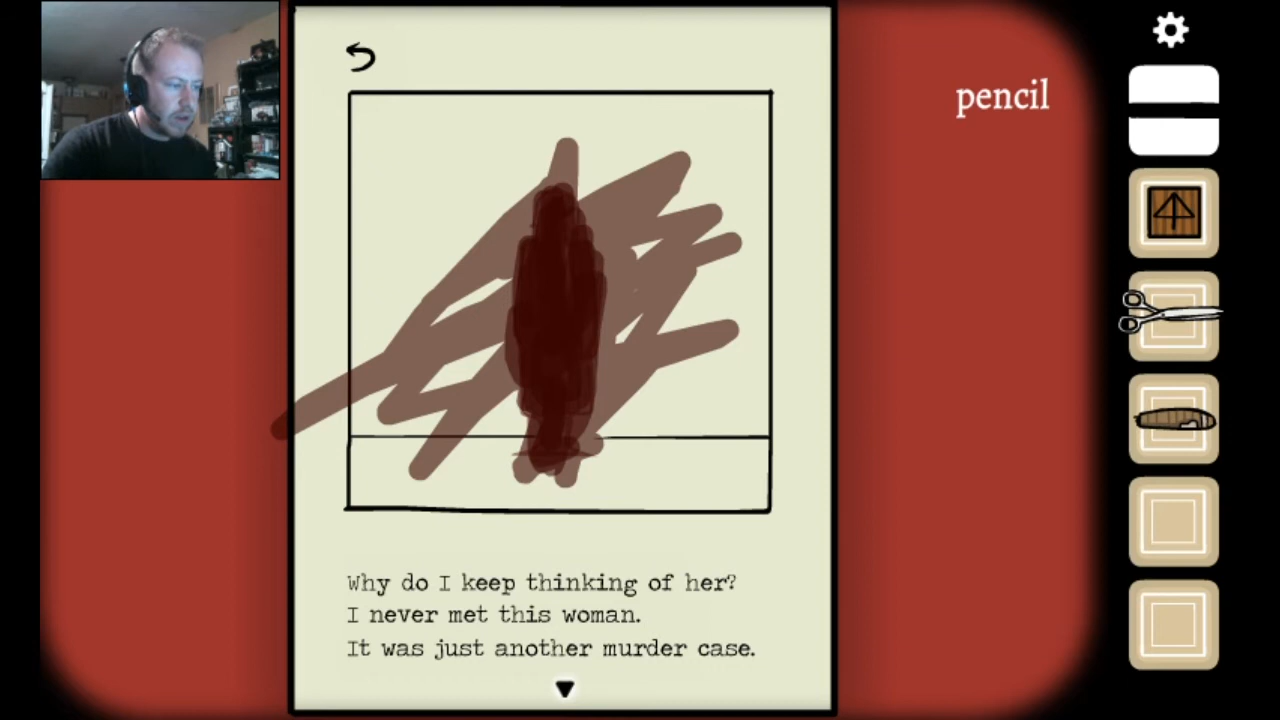 pencil
Why do I keep thinking of her?
I never met this woman.
It was just another murder case.